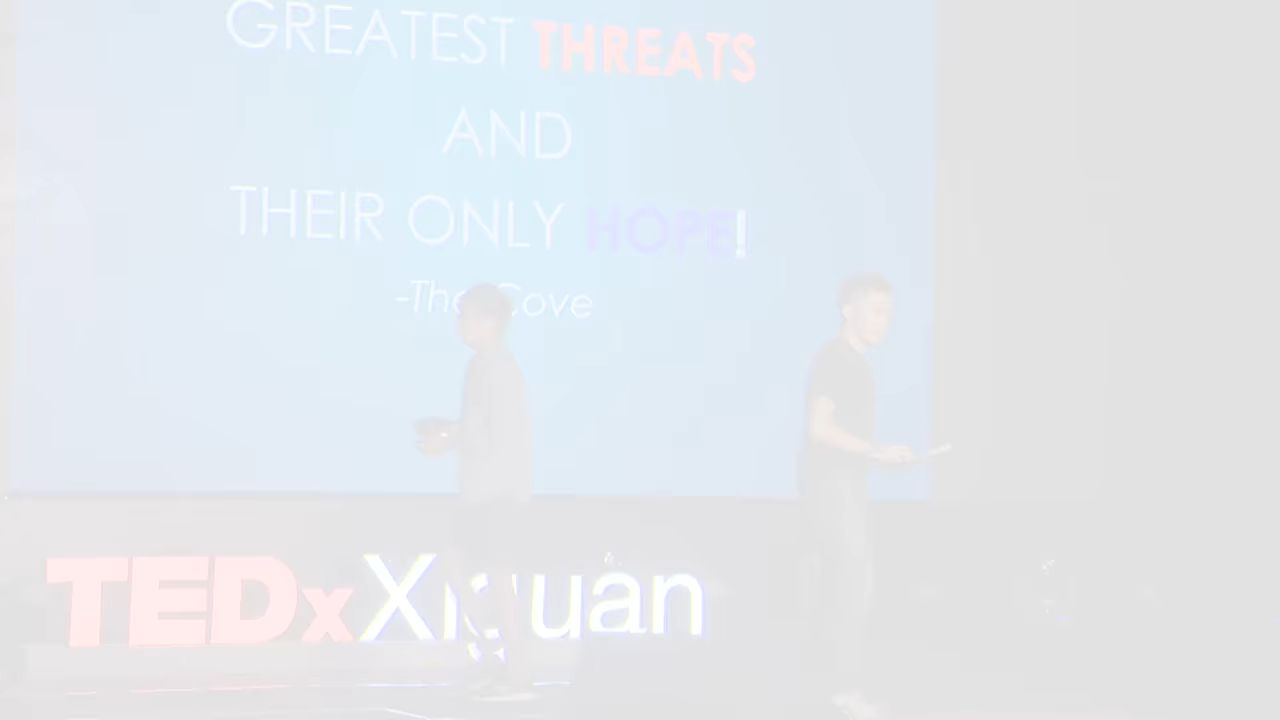 GREATEST THREATS
AND
THEIR ONLY HOPE!
-The Cove
TEDxXiguan